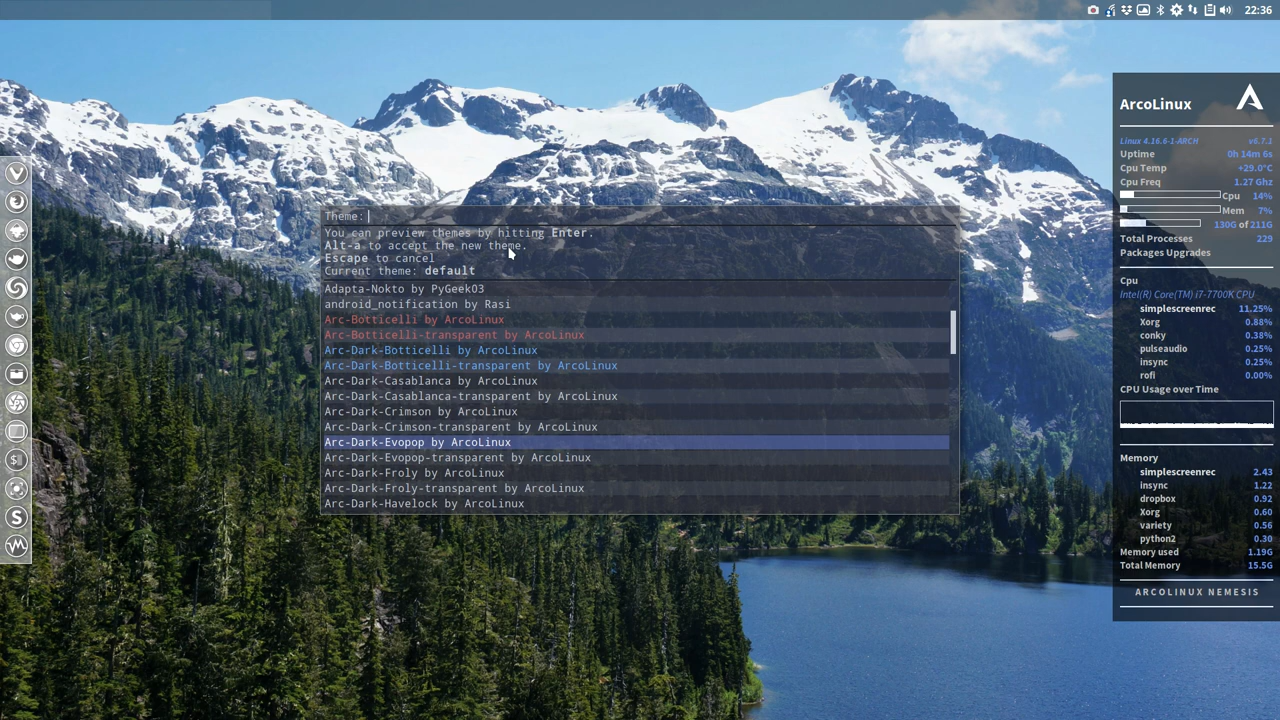 22:36
Theme:
You can preview themes by hitting Enter.
Alt-a to accept the new theme.
Escape to cancel
Current theme: default
Adapta-Nokto by PyGeek03
android_notification by Rasi
Arc-Botticelli by ArcoLinux
Arc-Botticelli-transparent by ArcoLinux
Arc-Dark-Botticelli by ArcoLinux
Arc-Dark-Botticelli-transparent by ArcoLinux
Arc-Dark-Casablanca by ArcoLinux
Arc-Dark-Casablanca-transparent by ArcoLinux
Arc-Dark-Crimson by ArcoLinux
Arc-Dark-Crimson-transparent by ArcoLinux
Arc-Dark-Evopop by ArcoLinux
Arc-Dark-Evopop-transparent by ArcoLinux
Arc-Dark-Froly by ArcoLinux
Arc-Dark-Froly-transparent by ArcoLinux
Arc-Dark-Havelock by ArcoLinux
ArcoLinux
Linux 4.16.6-1-ARCH v6.7.1
Uptime 0h 14m 6s
Cpu Temp +29.0°C
Cpu Freq 1.27 Ghz
Cpu 14%
Mem 7%
130G of 211G
Total Processes 229
Packages Upgrades
Cpu
Intel(R) Core(TM) i7-7700K CPU
simplescreenrec 11.25%
Xorg 0.88%
conky 0.38%
pulseaudio 0.25%
insync 0.25%
rofi 0.00%
CPU Usage over Time
Memory
simplescreenrec 2.43
insync 1.22
dropbox 0.92
Xorg 0.60
variety 0.56
python2 0.30
Memory used 1.19G
Total Memory 15.5G
ARCOLINUX NEMESIS